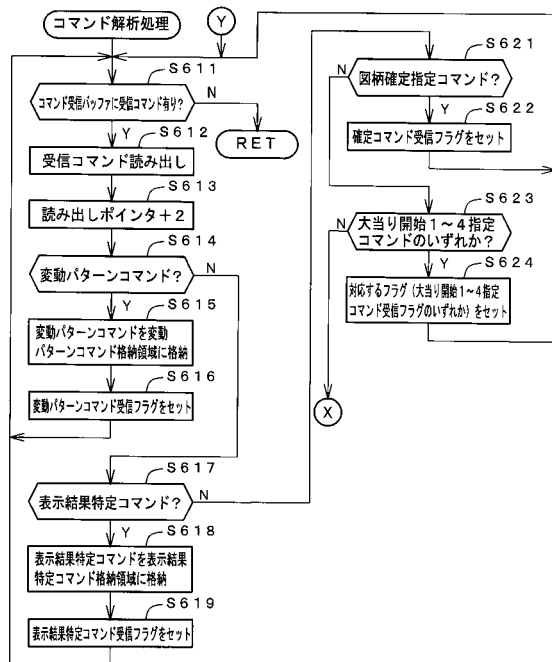 コマンド解析処理
Y
S611
コマンド受信バッファに受信コマンド有り?
N
Y
RET
S612
受信コマンド読み出し
S613
読み出しポインタ+2
S614
変動パターンコマンド?
N
Y
S615
変動パターンコマンドを変動
パターンコマンド格納領域に格納
S616
変動パターンコマンド受信フラグをセット
S617
表示結果特定コマンド?
N
Y
S618
表示結果特定コマンドを表示結果
特定コマンド格納領域に格納
S619
表示結果特定コマンド受信フラグをセット
S621
図柄確定指定コマンド?
N
Y
S622
確定コマンド受信フラグをセット
S623
大当り開始1~4指定
コマンドのいずれか?
N
Y
S624
対応するフラグ(大当り開始1~4指定
コマンド受信フラグのいずれか)をセット
X